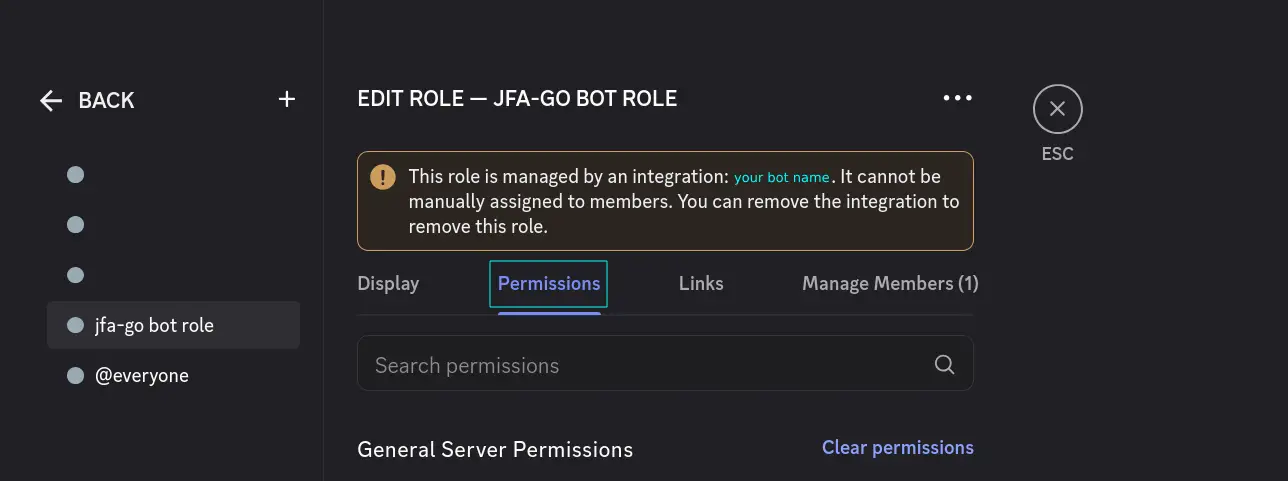 BACK
+
jfa-go bot role
@everyone
EDIT ROLE — JFA-GO BOT ROLE
ESC
This role is managed by an integration: your bot name. It cannot be
manually assigned to members. You can remove the integration to
remove this role.
Display Permissions Links Manage Members (1)
Search permissions
General Server Permissions Clear permissions